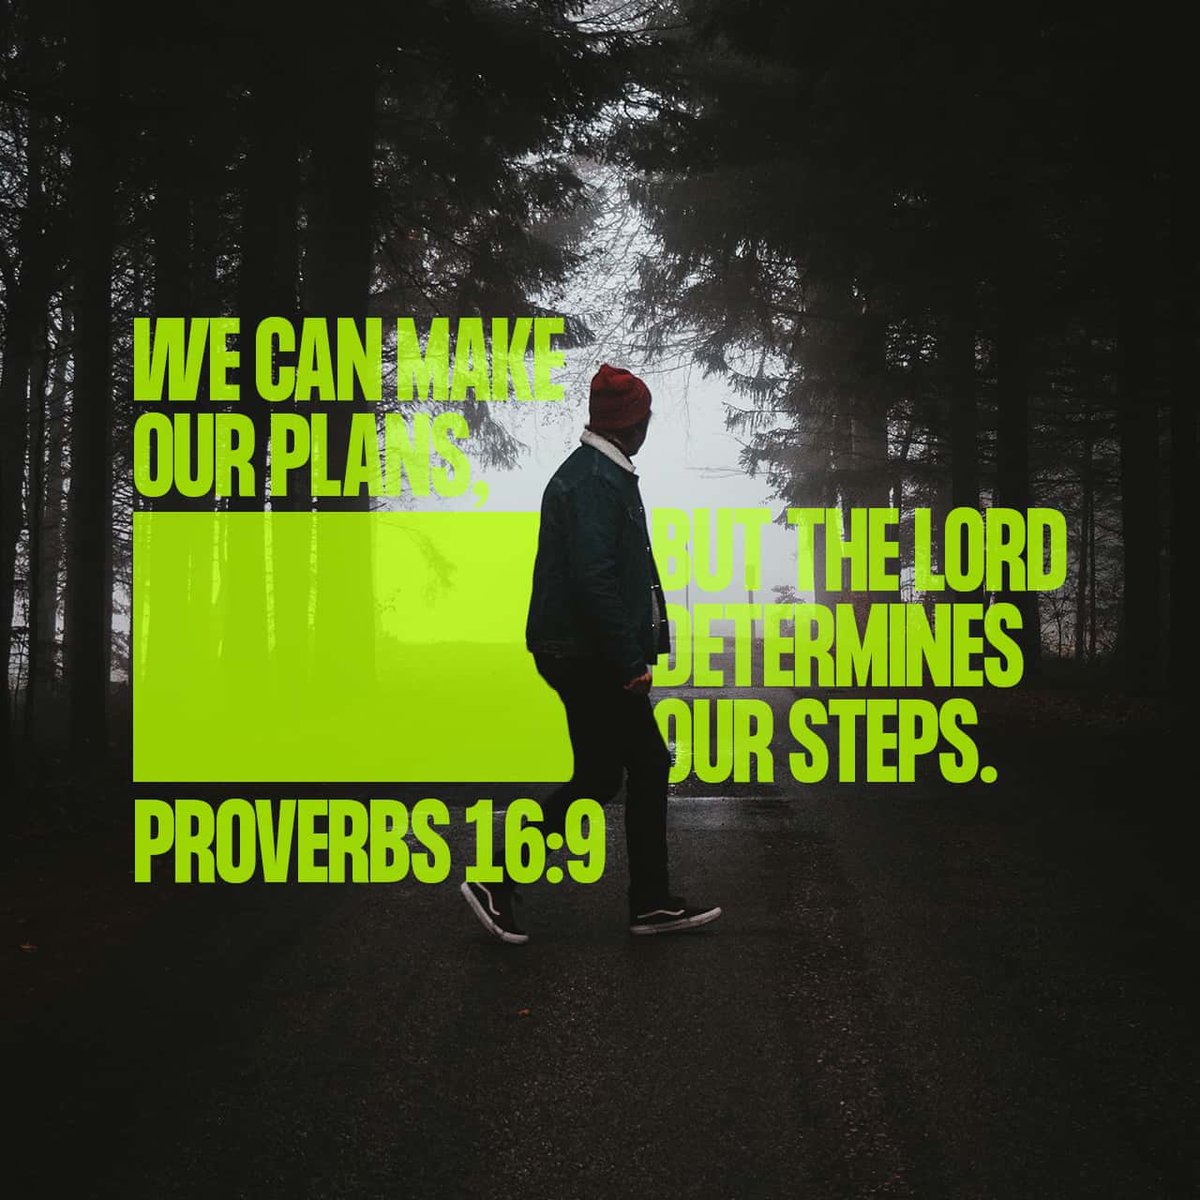 WE CAN MAKE
OUR PLANS,
BUT THE LORD
DETERMINES
OUR STEPS.
PROVERBS 16:9